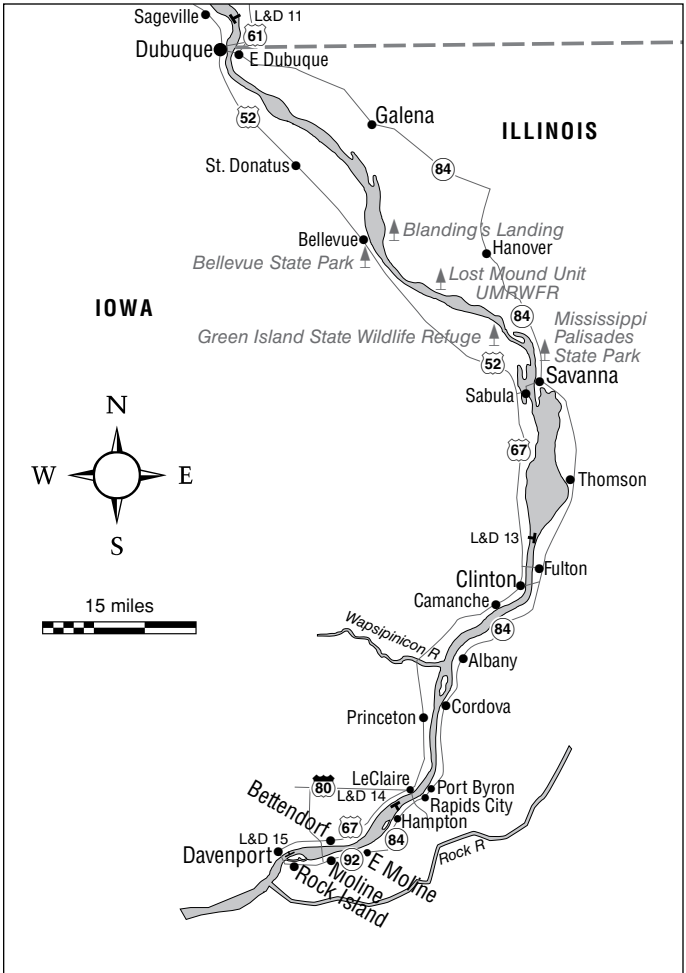 Sageville
L&D 11
61
Dubuque
E Dubuque
52
Galena
ILLINOIS
84
St. Donatus
Blanding's Landing
Bellevue
Hanover
Bellevue State Park
Lost Mound Unit
UMRWFR
IOWA
84
Mississippi
Palisades
State Park
Green Island State Wildlife Refuge
52
Savanna
Sabula
N
W
E
S
67
Thomson
L&D 13
Fulton
Clinton
Camanche
15 miles
84
Wapsipinicon R
Albany
Cordova
Princeton
LeClaire
80
L&D 14
Port Byron
Rapids City
Bettendorf
67
Hampton
84
L&D 15
Davenport
92
E Moline
Moline
Rock Island
Rock R